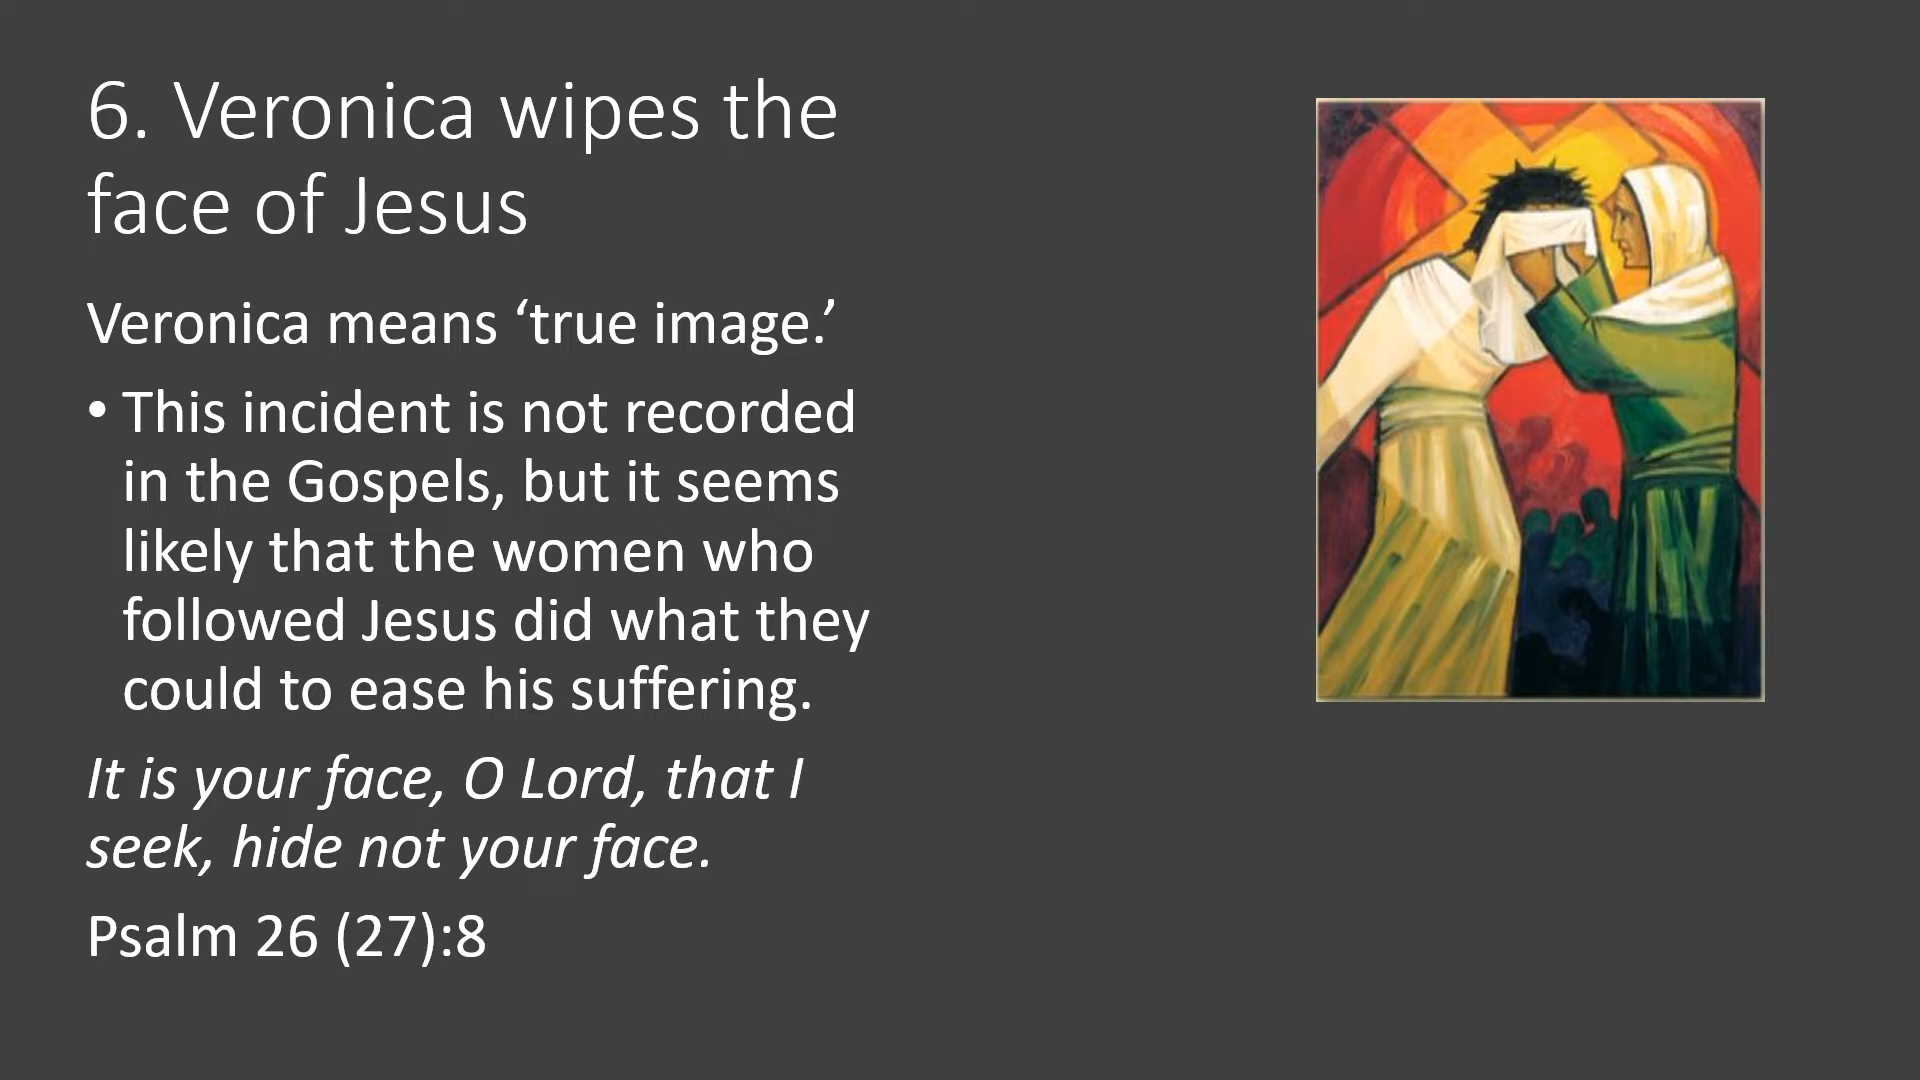 6. Veronica wipes the
face of Jesus
Veronica means ‘true image.’
• This incident is not recorded
in the Gospels, but it seems
likely that the women who
followed Jesus did what they
could to ease his suffering.
It is your face, O Lord, that I
seek, hide not your face.
Psalm 26 (27):8